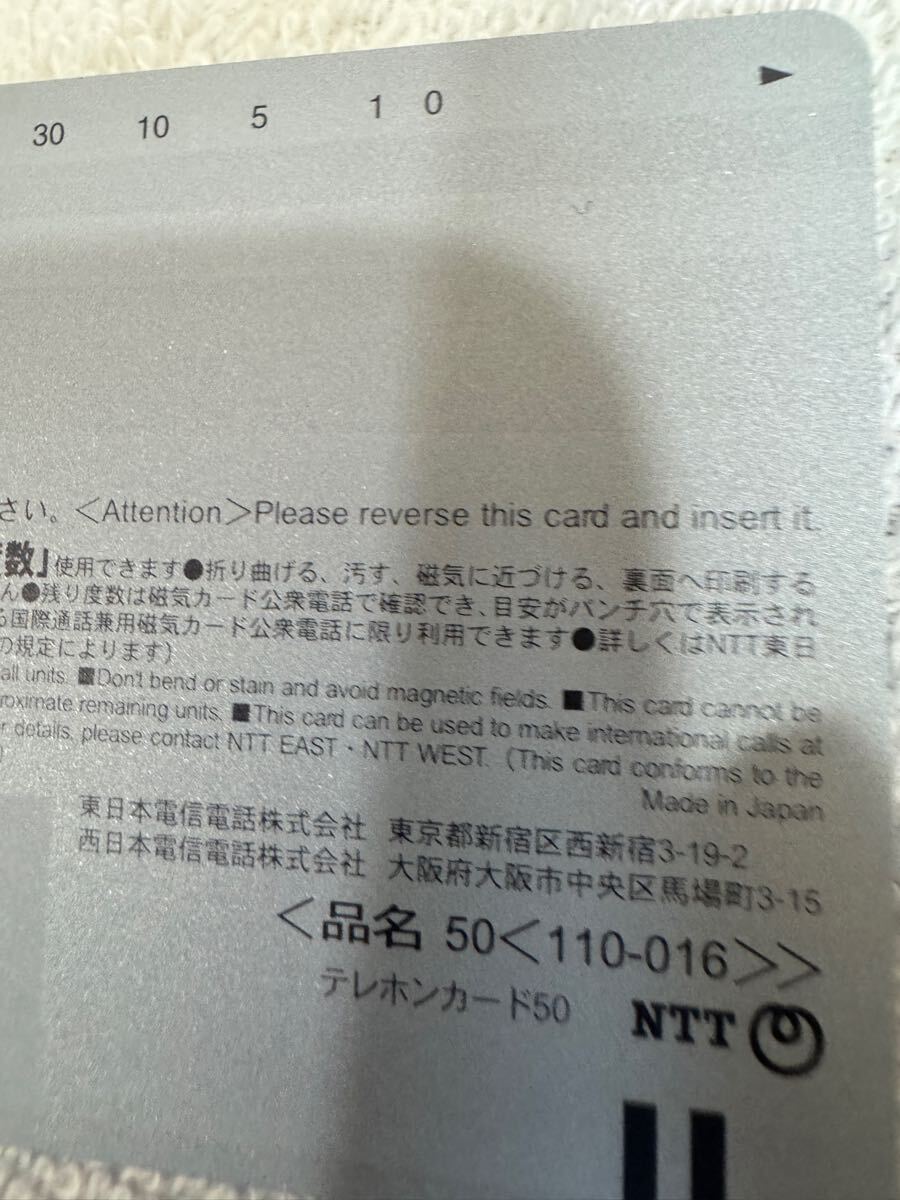 30 10 5 1 0
さい。＜Attention＞Please reverse this card and insert it.
度数」使用できます●折り曲げる、汚す、磁気に近づける、裏面へ印刷する
ん●残り度数は磁気カード公衆電話で確認でき、目安がパンチ穴で表示され
る国際通話兼用磁気カード公衆電話に限り利用できます●詳しくはNTT東日
の規定によります）
all units. ■Don't bend or stain and avoid magnetic fields. ■This card cannot be
roximate remaining units. ■This card can be used to make international calls at
r details, please contact NTT EAST・NTT WEST. (This card conforms to the
)
Made in Japan
東日本電信電話株式会社 東京都新宿区西新宿3-19-2
西日本電信電話株式会社 大阪府大阪市中央区馬場町3-15
＜品名 50＜110-016＞＞
テレホンカード50
NTT